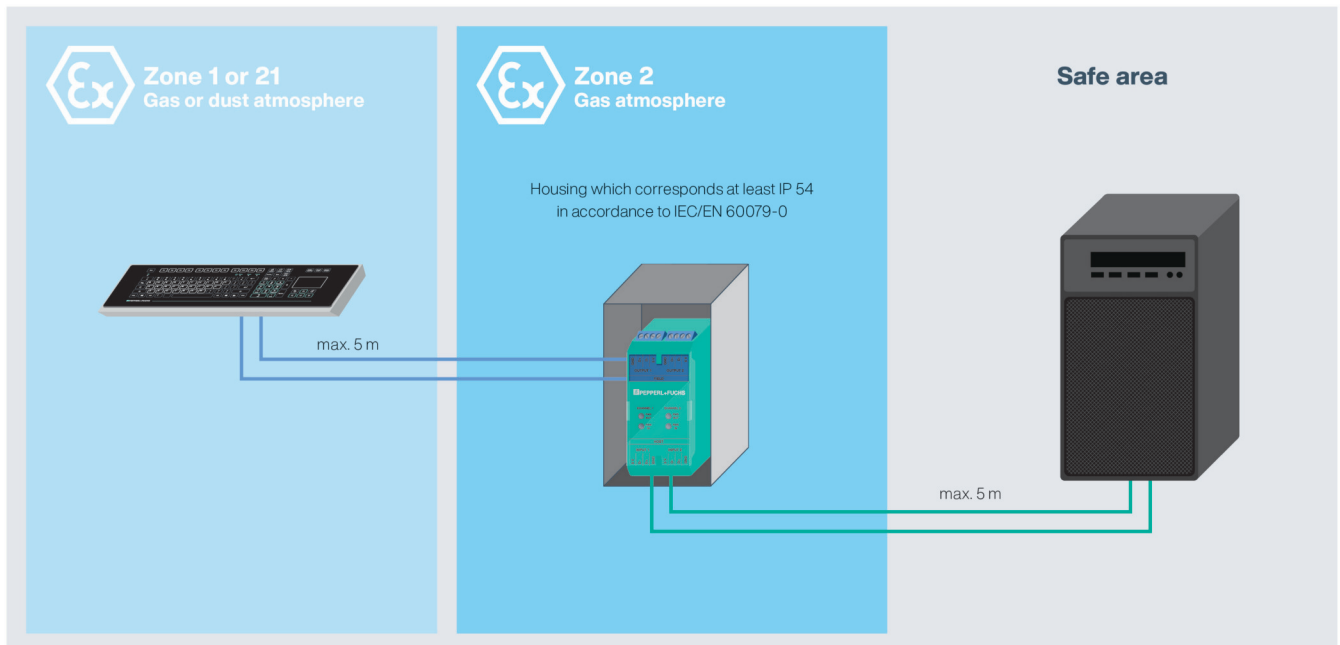 Zone 1 or 21
Gas or dust atmosphere
Zone 2
Gas atmosphere
Safe area
Housing which corresponds at least IP 54
in accordance to IEC/EN 60079-0
max. 5 m
PEPPERL+FUCHS
max. 5 m